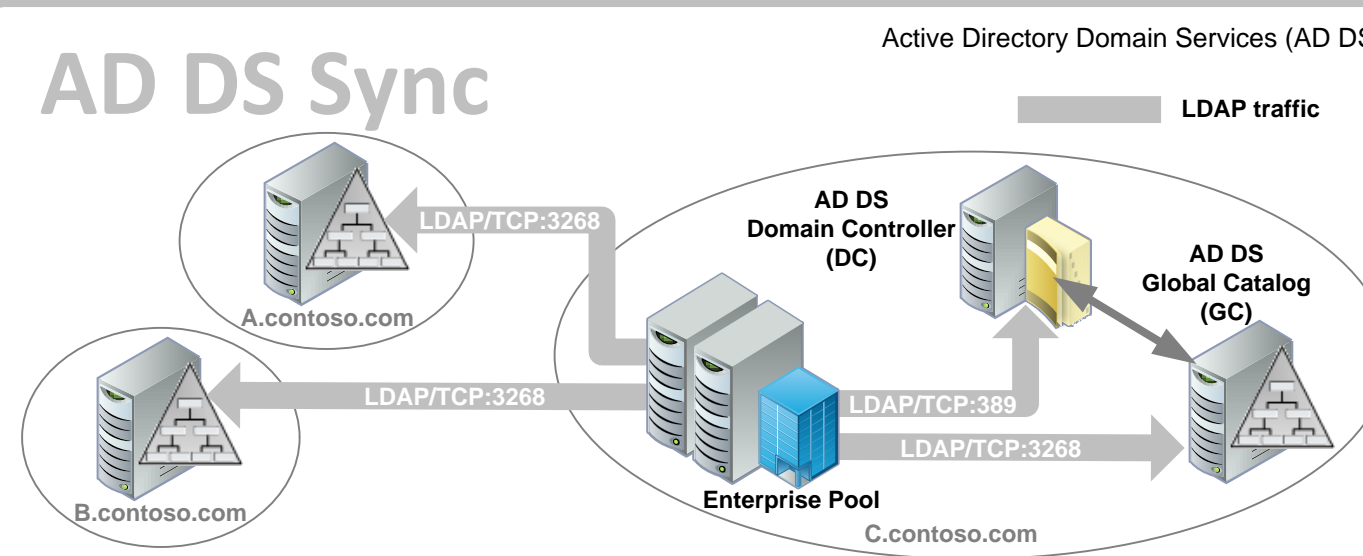 Active Directory Domain Services (AD DS
AD DS Sync
LDAP traffic
AD DS
Domain Controller
(DC)
LDAP/TCP:3268
AD DS
Global Catalog
(GC)
A.contoso.com
LDAP/TCP:3268
LDAP/TCP:389
LDAP/TCP:3268
Enterprise Pool
B.contoso.com
C.contoso.com